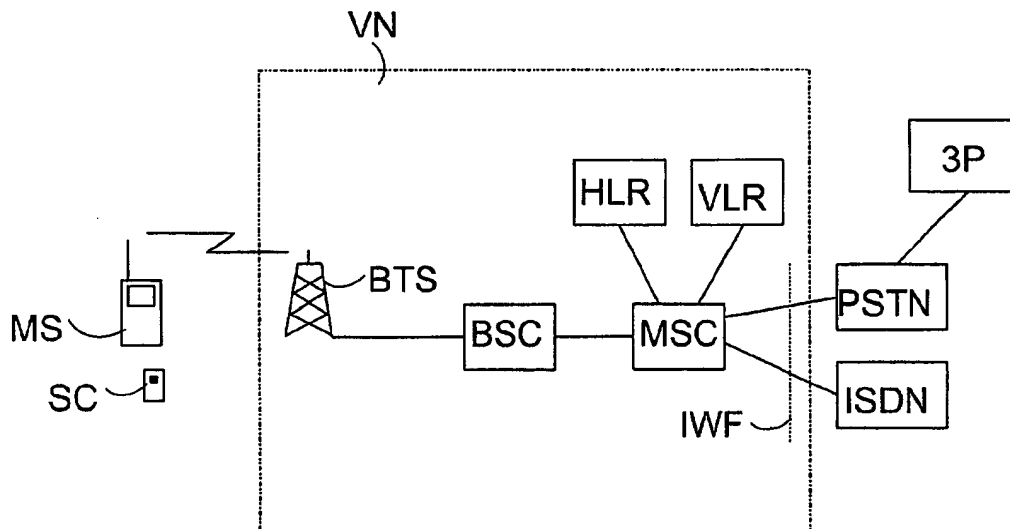 VN
3P
HLR
VLR
BTS
PSTN
MS
BSC
MSC
SC
ISDN
IWF